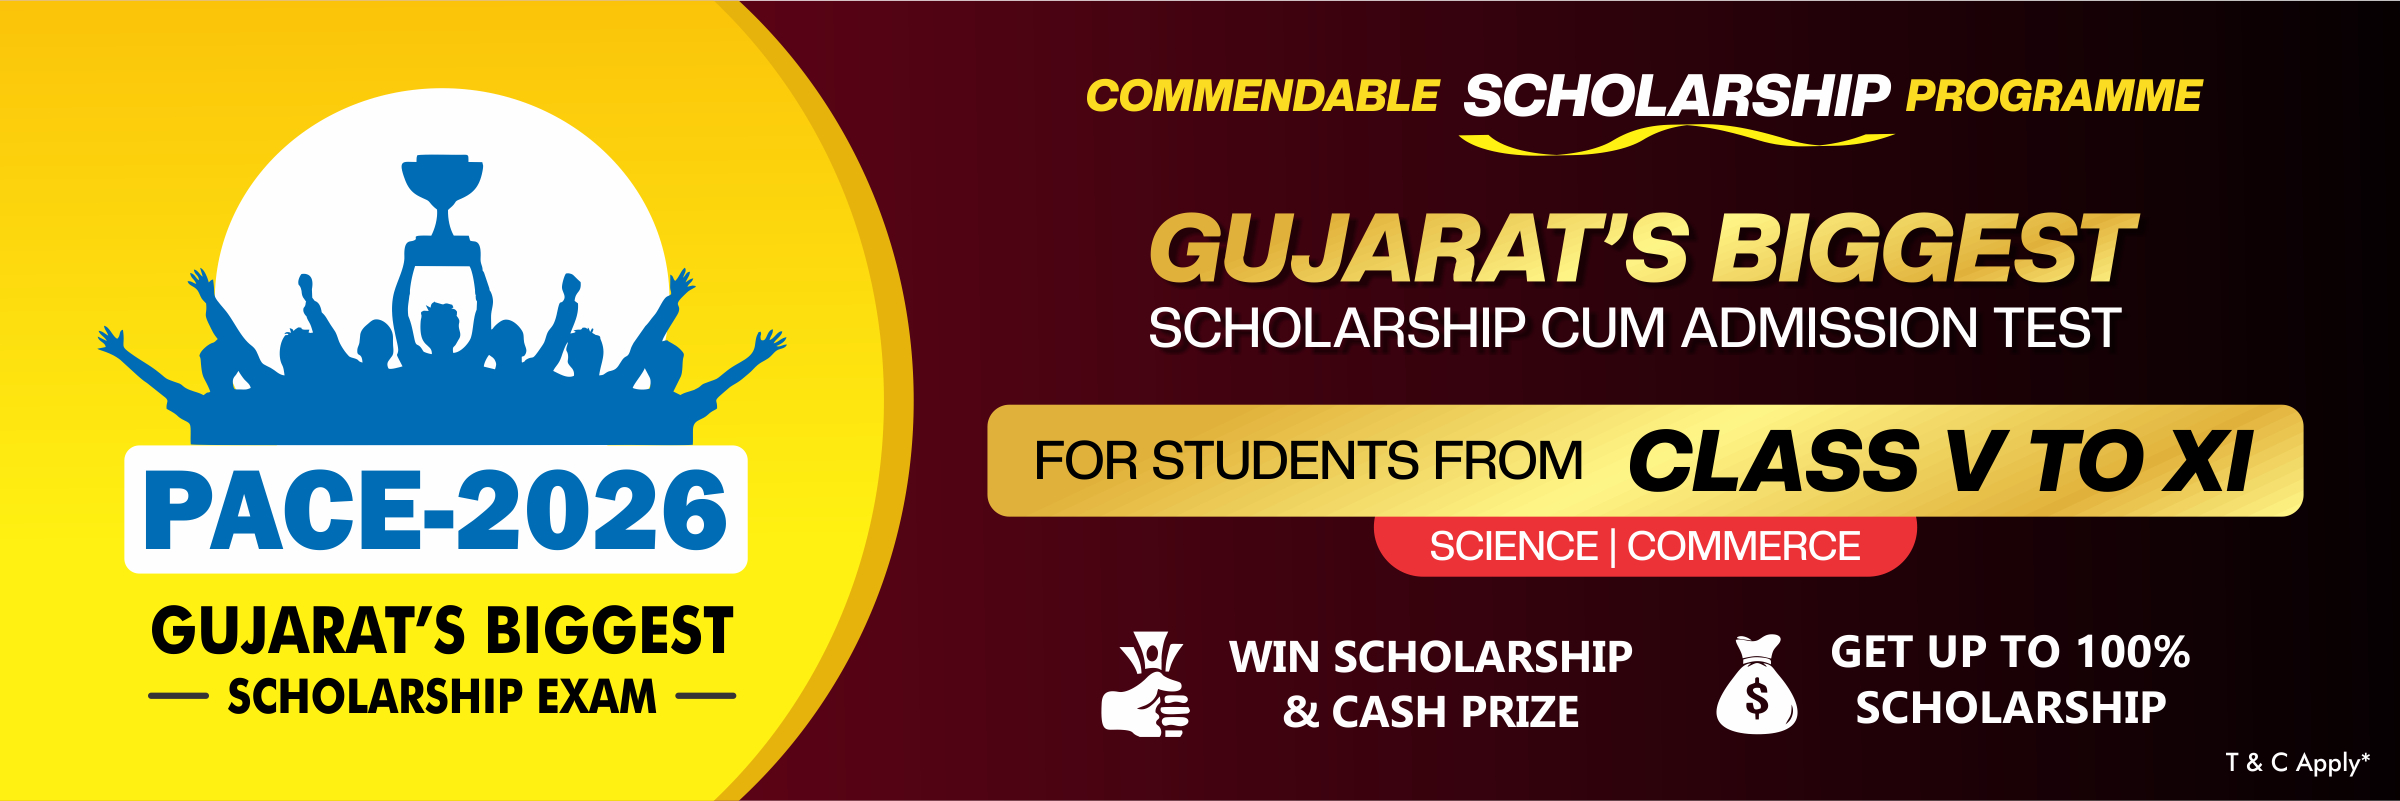 PACE-2026
GUJARAT'S BIGGEST
SCHOLARSHIP EXAM
COMMENDABLE SCHOLARSHIP PROGRAMME
GUJARAT'S BIGGEST
SCHOLARSHIP CUM ADMISSION TEST
FOR STUDENTS FROM CLASS V TO XI
SCIENCE | COMMERCE
WIN SCHOLARSHIP
& CASH PRIZE
$
GET UP TO 100%
SCHOLARSHIP
T & C Apply*